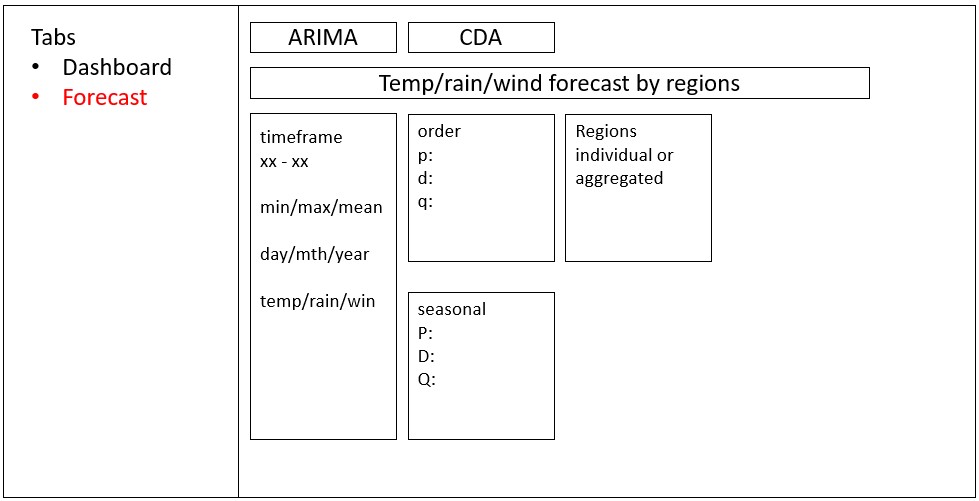 Tabs
• Dashboard
• Forecast
ARIMA
CDA
Temp/rain/wind forecast by regions
timeframe
xx - xx
min/max/mean
day/mth/year
temp/rain/win
order
p:
d:
q:
seasonal
P:
D:
Q:
Regions
individual or
aggregated